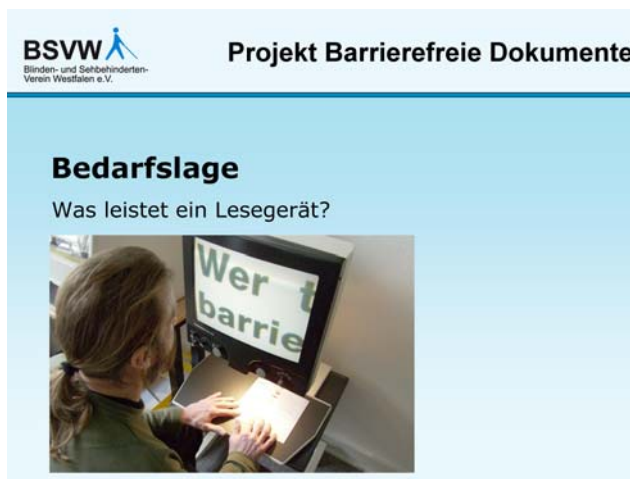 BSVW
Blinden- und Sehbehinderten-
Verein Westfalen e.V.
Projekt Barrierefreie Dokumente
Bedarfslage
Was leistet ein Lesegerät?
Wer t
barrie